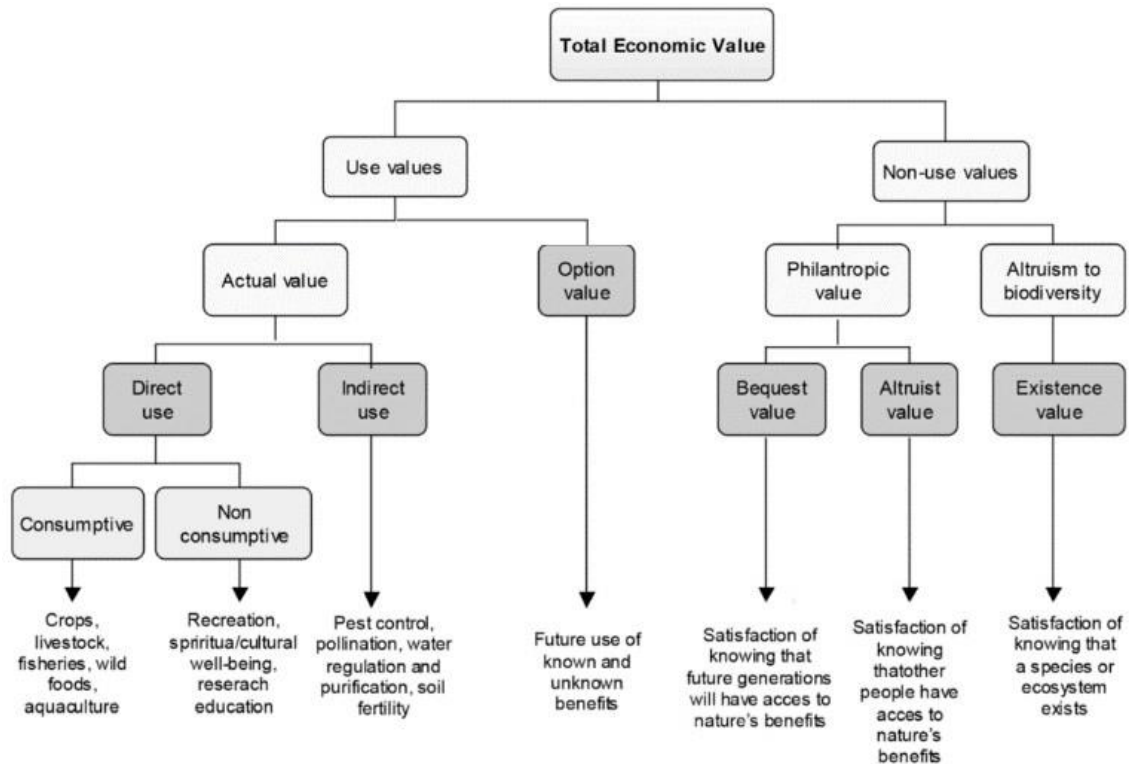 Total Economic Value
Use values
Non-use values
Actual value
Option
value
Philantropic
value
Altruism to
biodiversity
Direct
use
Indirect
use
Bequest
value
Altruist
value
Existence
value
Consumptive
Non
consumptive
Crops,
livestock,
fisheries, wild
foods,
aquaculture
Recreation,
spriritua/cultural
well-being,
reserach
education
Pest control,
pollination, water
regulation and
purification, soil
fertility
Future use of
known and
unknown
benefits
Satisfaction of
knowing that
future generations
will have acces to
nature's benefits
Satisfaction of
knowing
thatother
people have
acces to
nature's
benefits
Satisfaction of
knowing that
a species or
ecosystem
exists